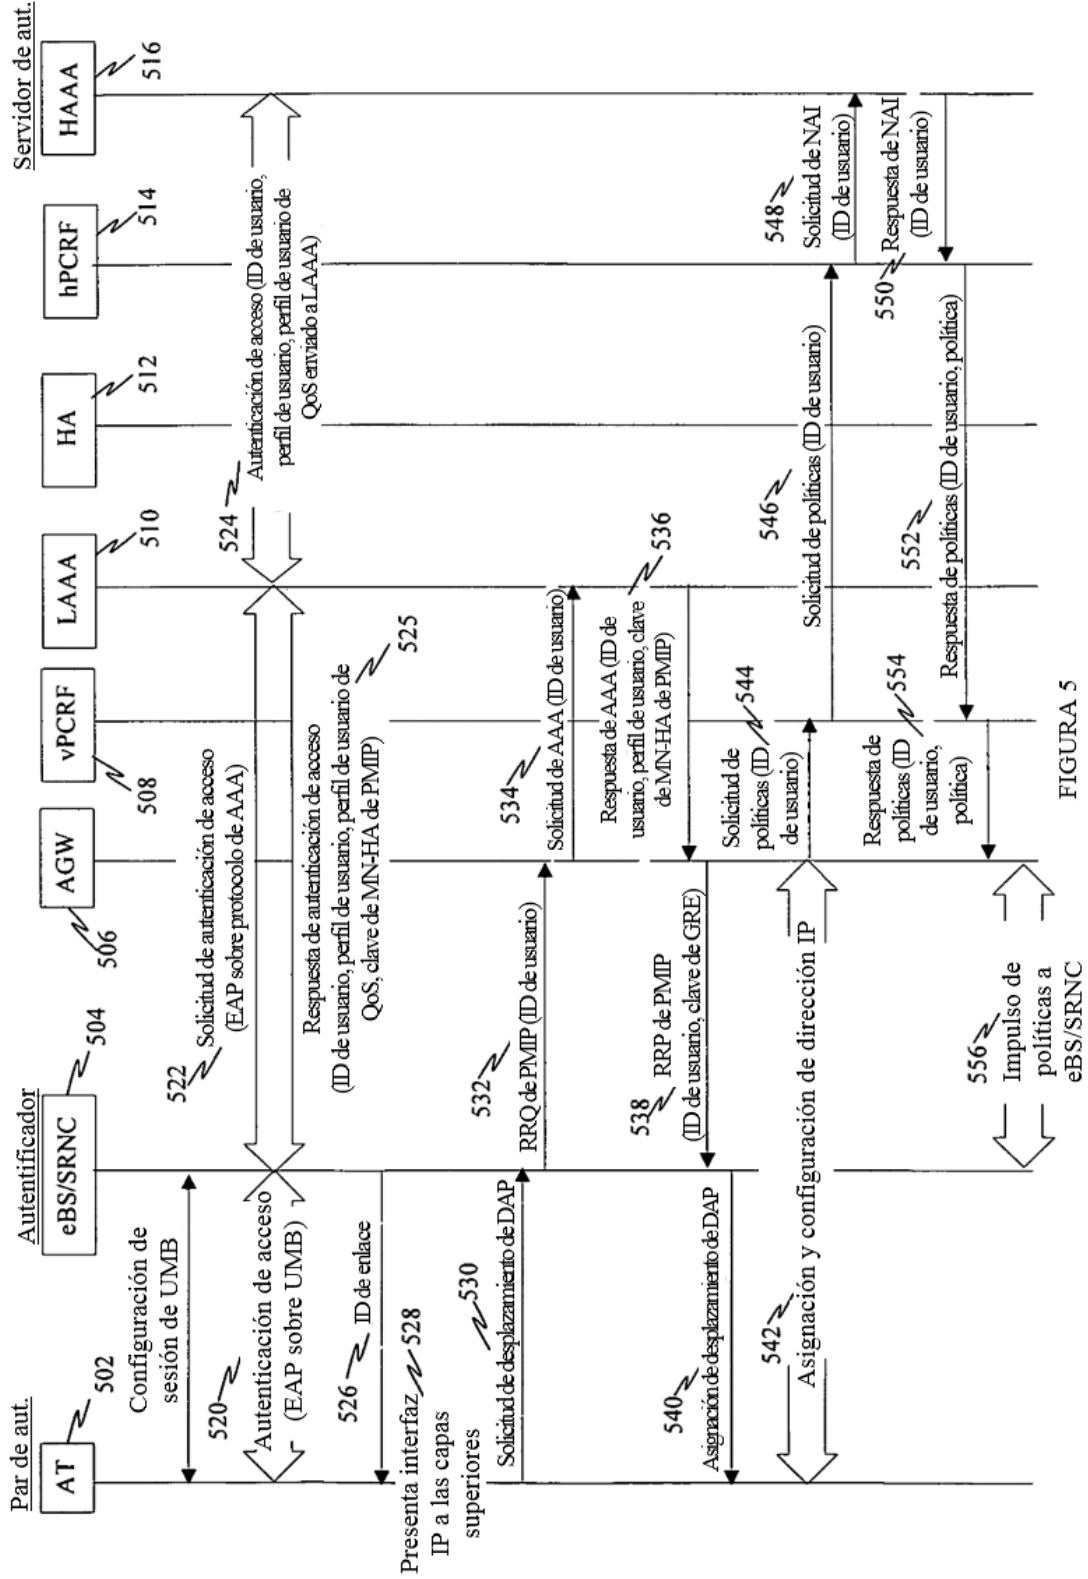 Par de aut.
Autentificador
Servidor de aut.
AT
502
eBS/SRNC
504
AGW
506
vPCRF
508
LAAA
510
HA
512
hPCRF
514
HAAA
516
Configuración de
sesión de UMB
520
Autenticación de acceso
(EAP sobre UMB)
522
Solicitud de autenticación de acceso
(EAP sobre protocolo de AAA)
524
Autenticación de acceso (ID de usuario,
perfil de usuario, perfil de usuario de
QoS enviado a LAAA)
Respuesta de autenticación de acceso
(ID de usuario, perfil de usuario, perfil de usuario de
QoS, clave de MN-HA de PMIP)
525
526
ID de enlace
Presenta interfaz
IP a las capas
superiores
528
530
Solicitud de desplazamiento de DAP
532
RRQ de PMIP (ID de usuario)
534
Solicitud de AAA (ID de usuario)
Respuesta de AAA (ID de
usuario, perfil de usuario, clave
de MN-HA de PMIP)
536
538
RRP de PMIP
(ID de usuario, clave de GRE)
540
Asignación de desplazamiento de DAP
542
Asignación y configuración de dirección IP
Solicitud de
políticas (ID
de usuario)
544
546
Solicitud de políticas (ID de usuario)
548
Solicitud de NAI
(ID de usuario)
550
Respuesta de NAI
(ID de usuario)
552
Respuesta de políticas (ID de usuario, política)
Respuesta de
políticas (ID
de usuario,
política)
554
556
Impulso de
políticas a
eBS/SRNC
FIGURA 5